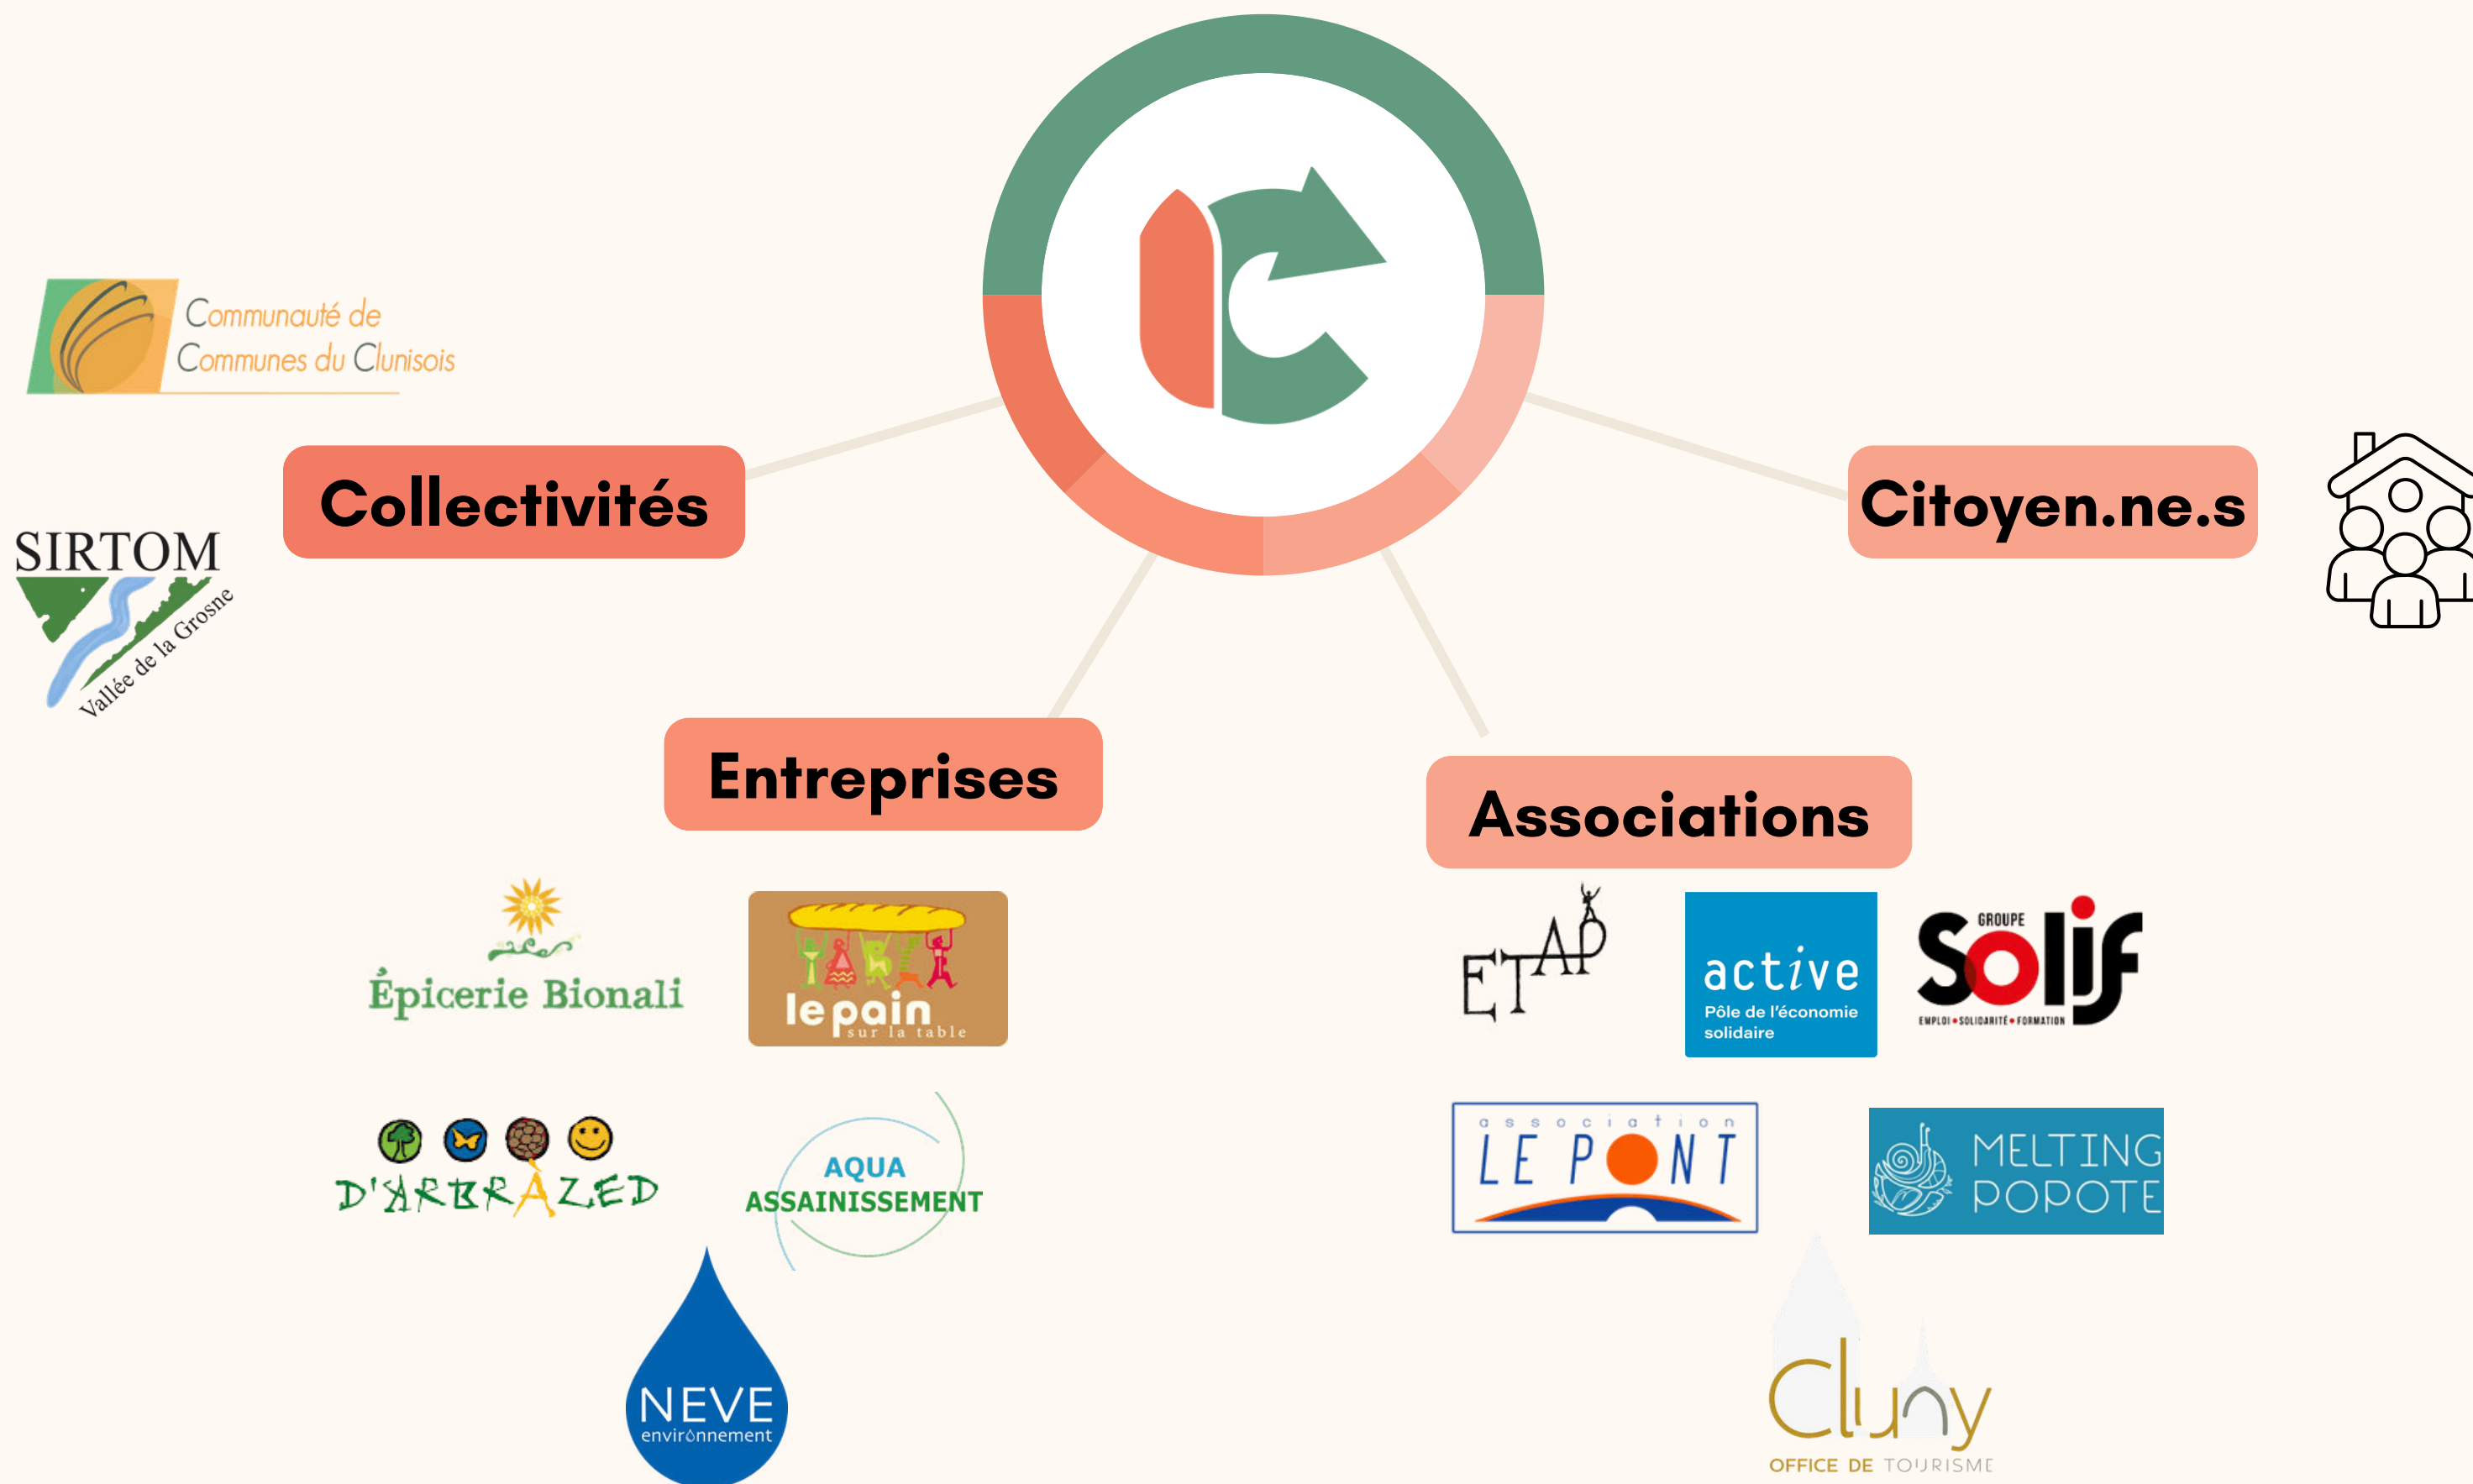 Communauté de
Communes du Clunisois
Collectivités
Citoyen.ne.s
SIRTOM
Vallée de la Grosne
Entreprises
Associations
Épicerie Bionali
TABLE
le pain
sur la table
ETAP
active
Pôle de l'économie
solidaire
GROUPE
Solif
EMPLOI • SOLIDARITÉ • FORMATION
D'ARBRAZED
AQUA
ASSAINISSEMENT
association
LE PONT
MELTING
POPOTE
NEVE
environnement
Cluny
OFFICE DE TOURISME